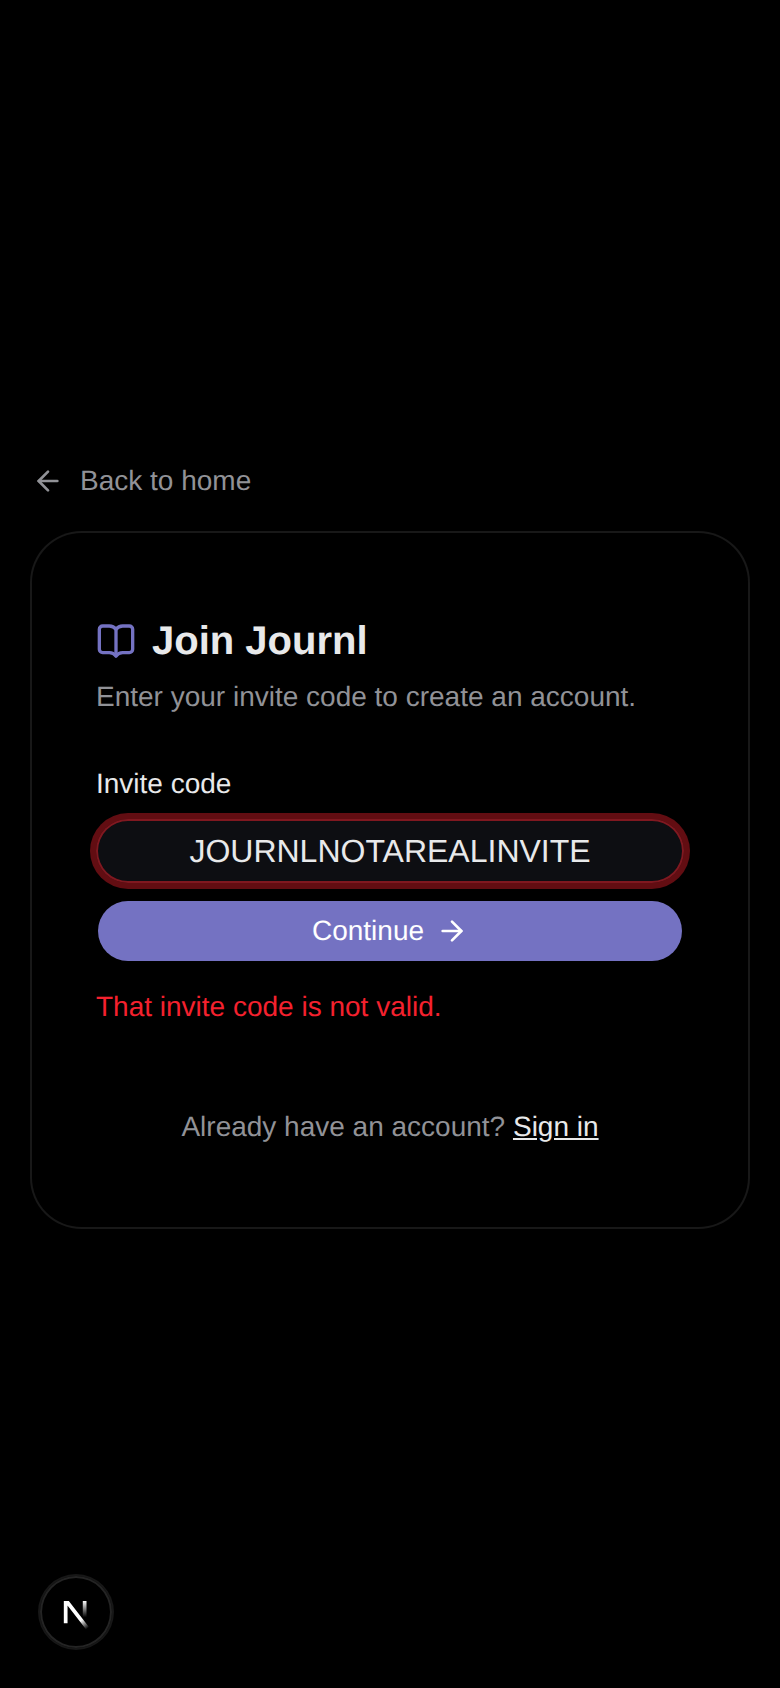 Back to home
Join Journl
Enter your invite code to create an account.
Invite code
JOURNLNOTAREALINVITE
Continue
That invite code is not valid.
Already have an account? Sign in
N